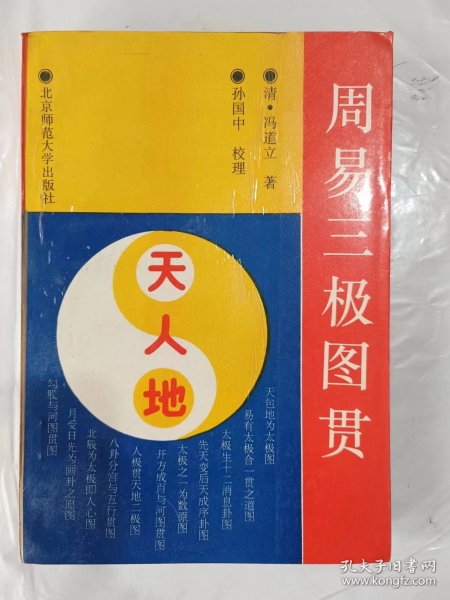 周易三极图贯
清·冯道立 著
孙国中 校理
北京师范大学出版社
天
人
地
天包地为太极图
易有太极合一贯之道图
太极生十二消息卦图
先天变后天成序卦图
太极之一为数原图
开方成百与河图贯图
人极贯天地二极图
八卦分宫与五行贯图
北辰为太极即人心图
月受日光为画卦之原图
勾股与河图贯图
孔夫子旧书网
www.kongfz.com